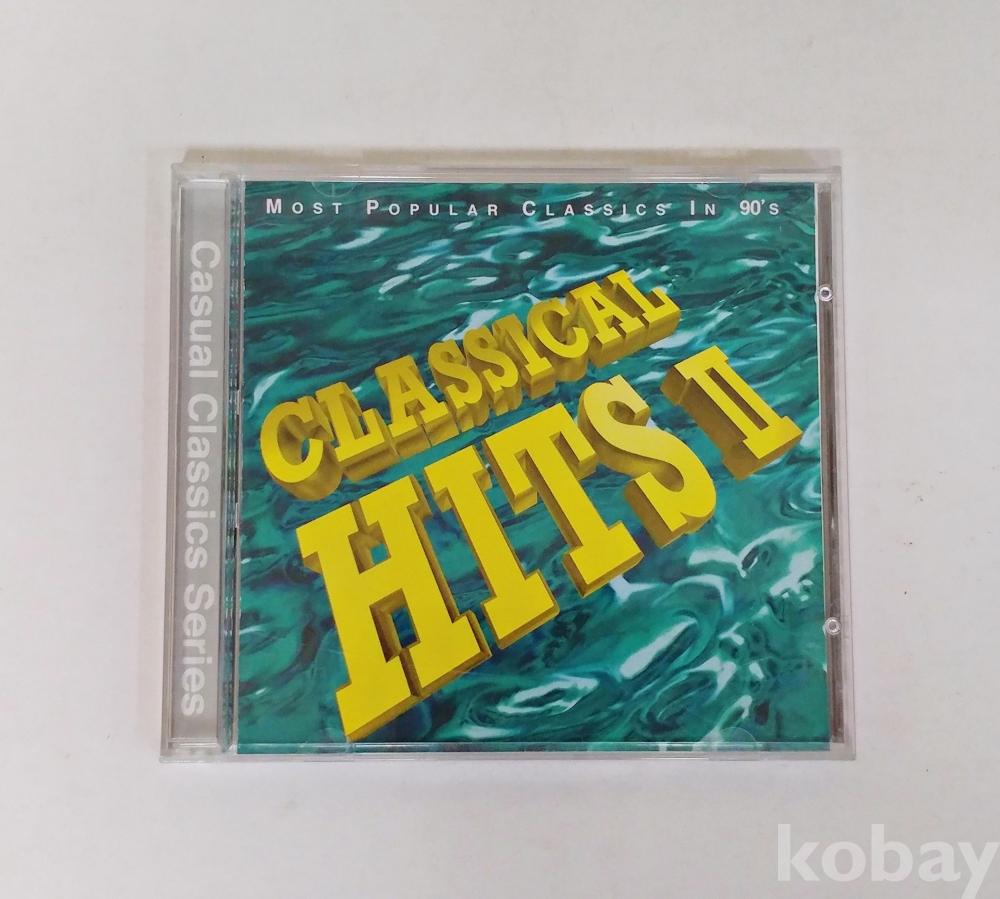 MOST POPULAR CLASSICS IN 90'S
CLASSICAL
HITS II
Casual Classics Series
kobay